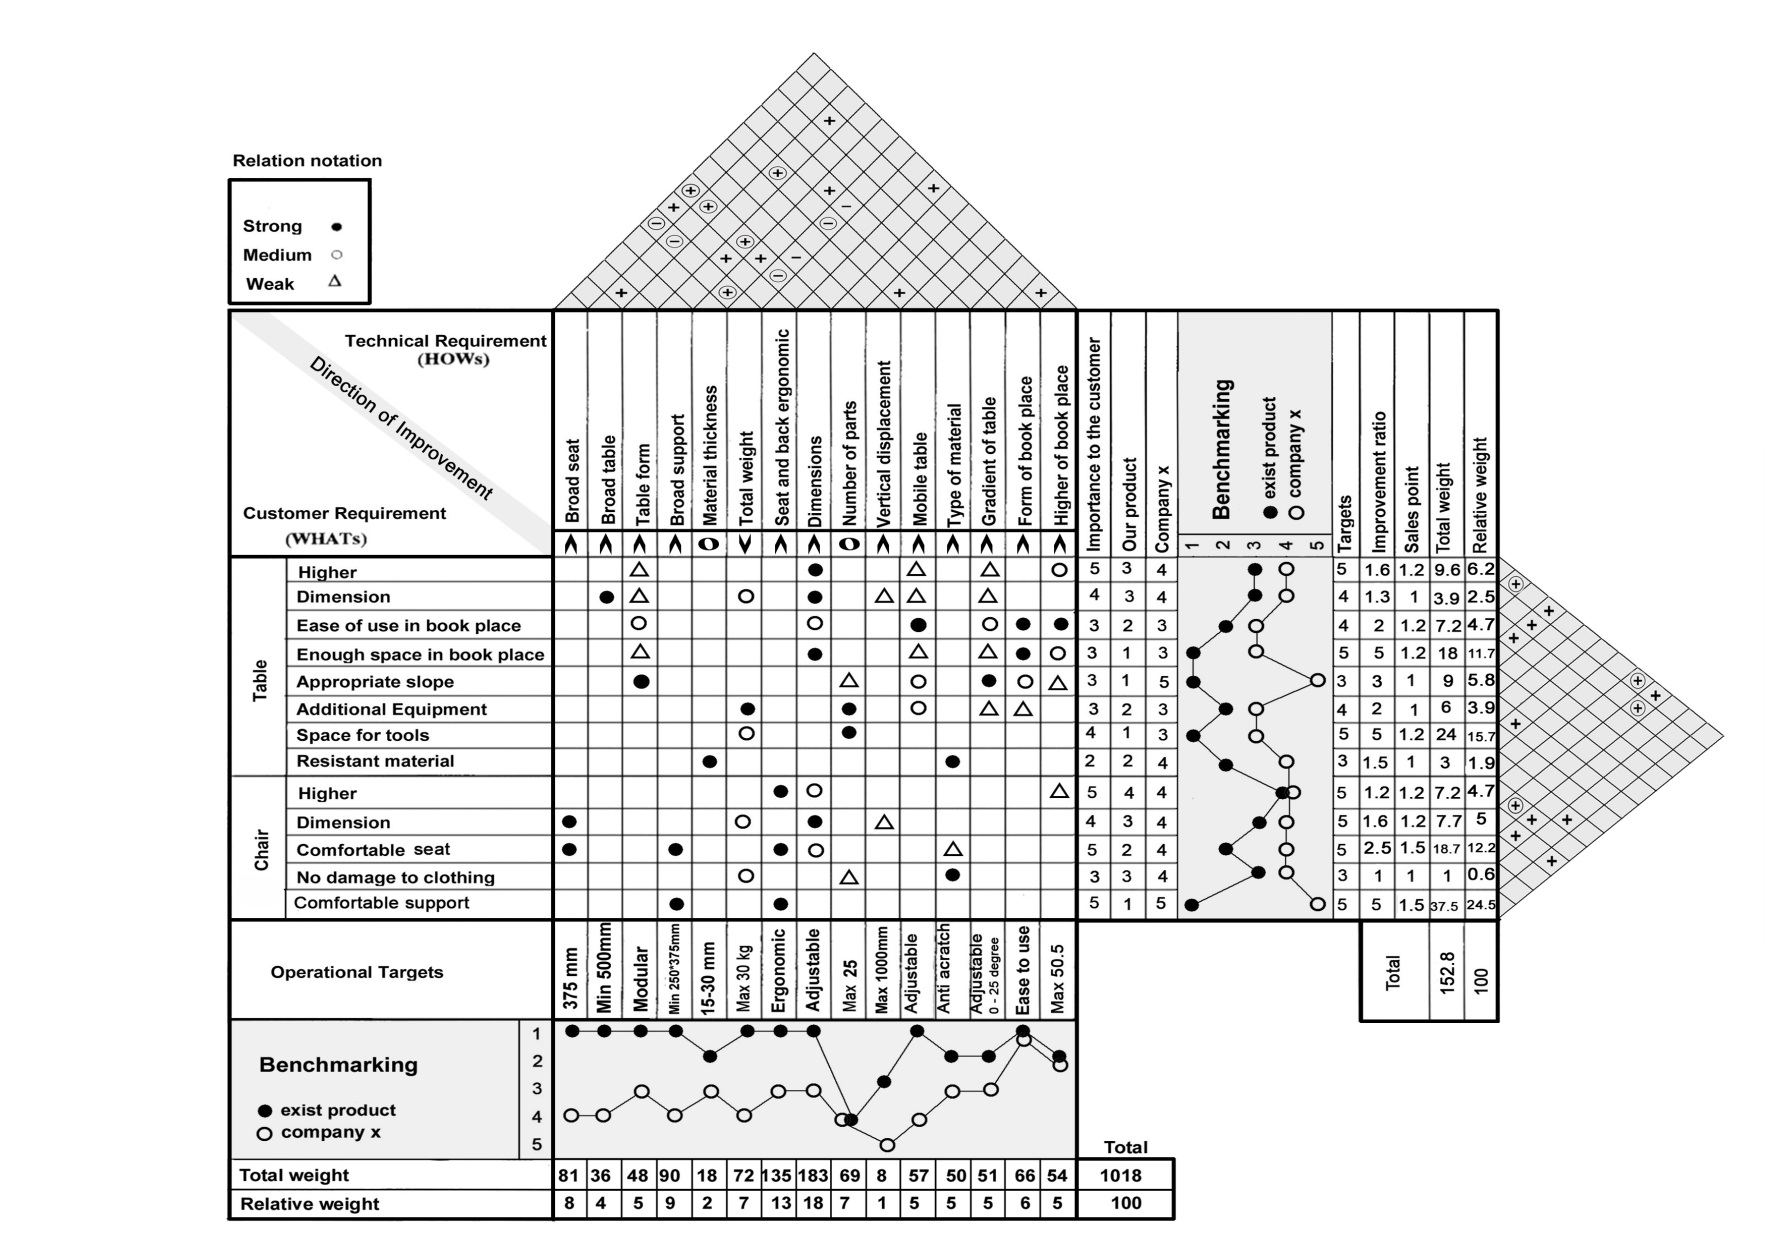 Relation notation
Strong
Medium
Weak
Technical Requirement
(HOWs)
Direction of Improvement
Customer Requirement
(WHATs)
Broad seat
Broad table
Table form
Broad support
Material thickness
Total weight
Seat and back ergonomic
Dimensions
Number of parts
Vertical displacement
Mobile table
Type of material
Gradient of table
Form of book place
Higher of book place
Importance to the customer
Our product
Company x
Benchmarking
exist product
company x
1 2 3 4 5
Targets
Improvement ratio
Sales point
Total weight
Relative weight
Table
Higher 5 3 4 5 1.6 1.2 9.6 6.2
Dimension 4 3 4 4 1.3 1 3.9 2.5
Ease of use in book place 3 2 3 4 2 1.2 7.2 4.7
Enough space in book place 3 1 3 5 5 1.2 18 11.7
Appropriate slope 3 1 5 3 3 1 9 5.8
Additional Equipment 3 2 3 4 2 1 6 3.9
Space for tools 4 1 3 5 5 1.2 24 15.7
Resistant material 2 2 4 3 1.5 1 3 1.9
Chair
Higher 5 4 4 5 1.2 1.2 7.2 4.7
Dimension 4 3 4 5 1.6 1.2 7.7 5
Comfortable seat 5 2 4 5 2.5 1.5 18.7 12.2
No damage to clothing 3 3 4 3 1 1 1 0.6
Comfortable support 5 1 5 5 5 1.5 37.5 24.5
Operational Targets
375 mm
Min 500mm
Modular
Min 250*375mm
15-30 mm
Max 30 kg
Ergonomic
Adjustable
Max 25
Max 1000mm
Adjustable
Anti acratch
Adjustable
0 - 25 degree
Ease to use
Max 50.5
Total
152.8
100
Benchmarking
exist product
company x
1
2
3
4
5
Total
Total weight 81 36 48 90 18 72 135 183 69 8 57 50 51 66 54 1018
Relative weight 8 4 5 9 2 7 13 18 7 1 5 5 5 6 5 100